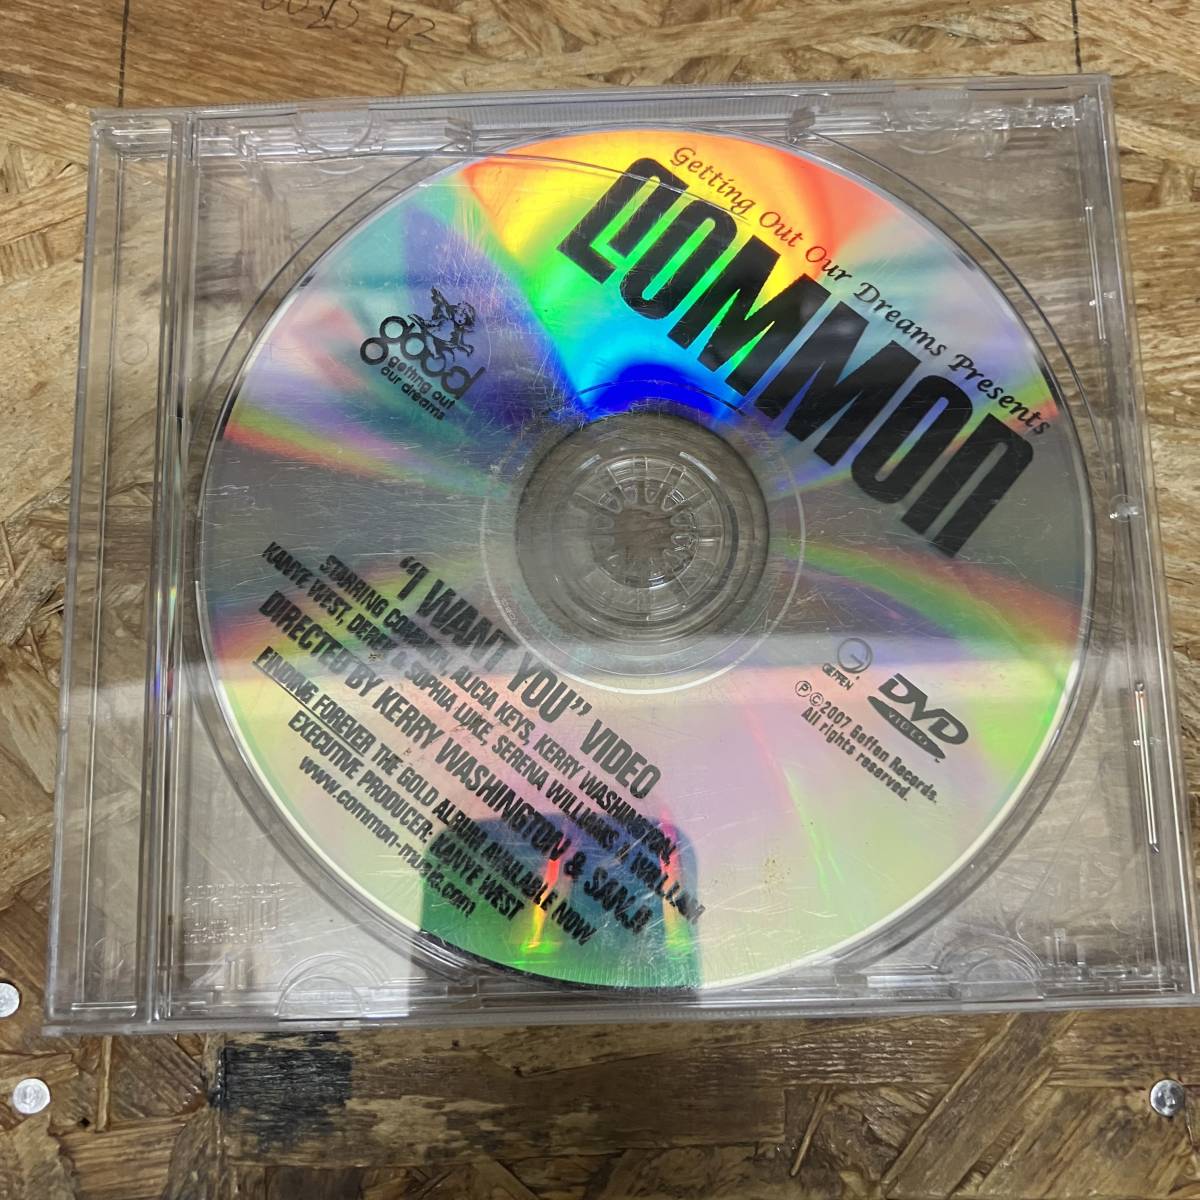 Getting Out Our Dreams Presents
COMMON
good
getting out
our dreams
"I WANT YOU" VIDEO
STARRING COMMON, ALICIA KEYS, KERRY WASHINGTON,
KANYE WEST, DEREK & SOPHIA LUKE, SERENA WILLIAMS, WILL.I.AM
DIRECTED BY KERRY WASHINGTON & SANJI
FINDING FOREVER THE GOLD ALBUM AVAILABLE NOW
EXECUTIVE PRODUCER: KANYE WEST
www.common-music.com
GEFFEN
DVD
VIDEO
℗©2007 Geffen Records.
All rights reserved.